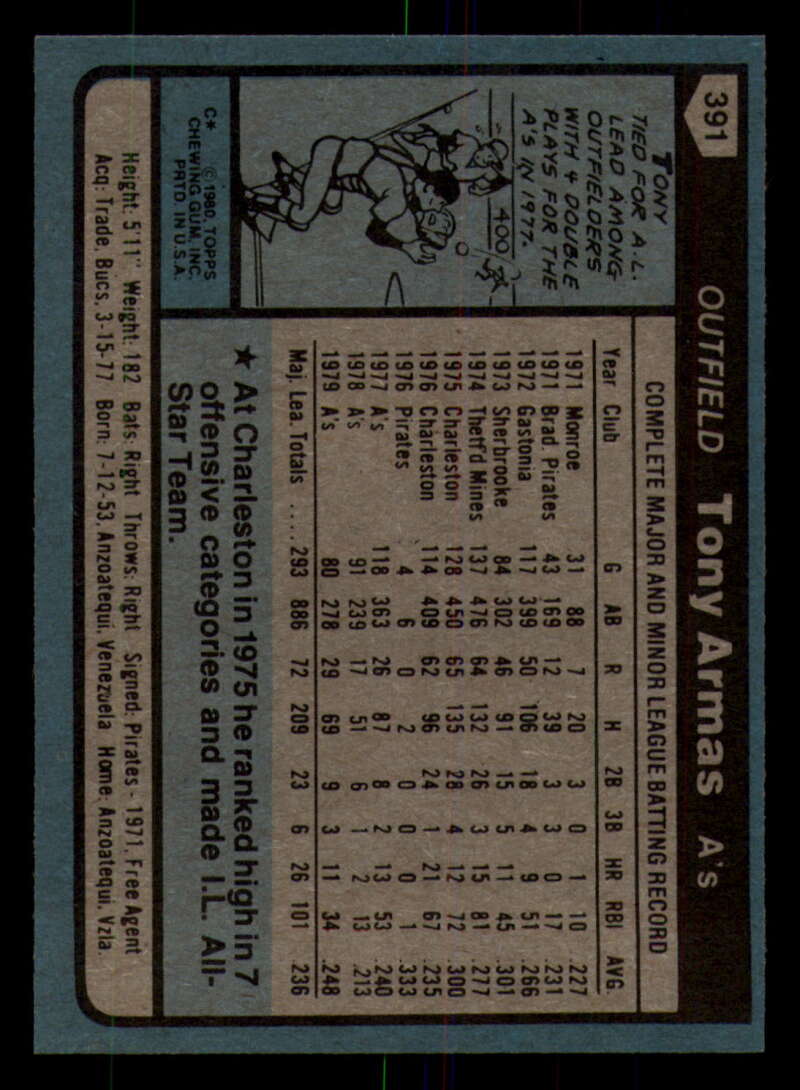 391 OUTFIELD Tony Armas A's
TONY
TIED FOR A.L.
LEAD AMONG
OUTFIELDERS
WITH 4 DOUBLE
PLAYS FOR THE
A'S IN 1977.
400
C* © 1980, TOPPS
CHEWING GUM, INC.
PRTD. IN U.S.A.
COMPLETE MAJOR AND MINOR LEAGUE BATTING RECORD
Year Club G AB R H 2B 3B HR RBI AVG.
1971 Monroe 31 88 7 20 3 0 1 10 .227
1971 Brad. Pirates 43 169 12 39 3 3 0 17 .231
1972 Gastonia 117 399 50 106 18 4 9 51 .266
1973 Sherbrooke 84 302 46 91 15 5 11 45 .301
1974 Thetf'd Mines 137 476 64 132 26 3 15 81 .277
1975 Charleston 128 450 65 135 28 4 12 72 .300
1976 Charleston 114 409 62 96 24 1 21 67 .235
1976 Pirates 4 6 0 2 0 0 0 1 .333
1977 A's 118 363 26 87 8 2 13 53 .240
1978 A's 91 239 17 51 6 1 2 13 .213
1979 A's 80 278 29 69 9 3 11 34 .248
Maj. Lea. Totals .... 293 886 72 209 23 6 26 101 .236
★ At Charleston in 1975 he ranked high in 7
offensive categories and made I.L. All-
Star Team.
Height: 5'11" Weight: 182 Bats: Right Throws: Right Signed: Pirates - 1971, Free Agent
Acq: Trade, Bucs, 3-15-77 Born: 7-12-53, Anzoatequi, Venezuela Home: Anzoatequi, Vzla.